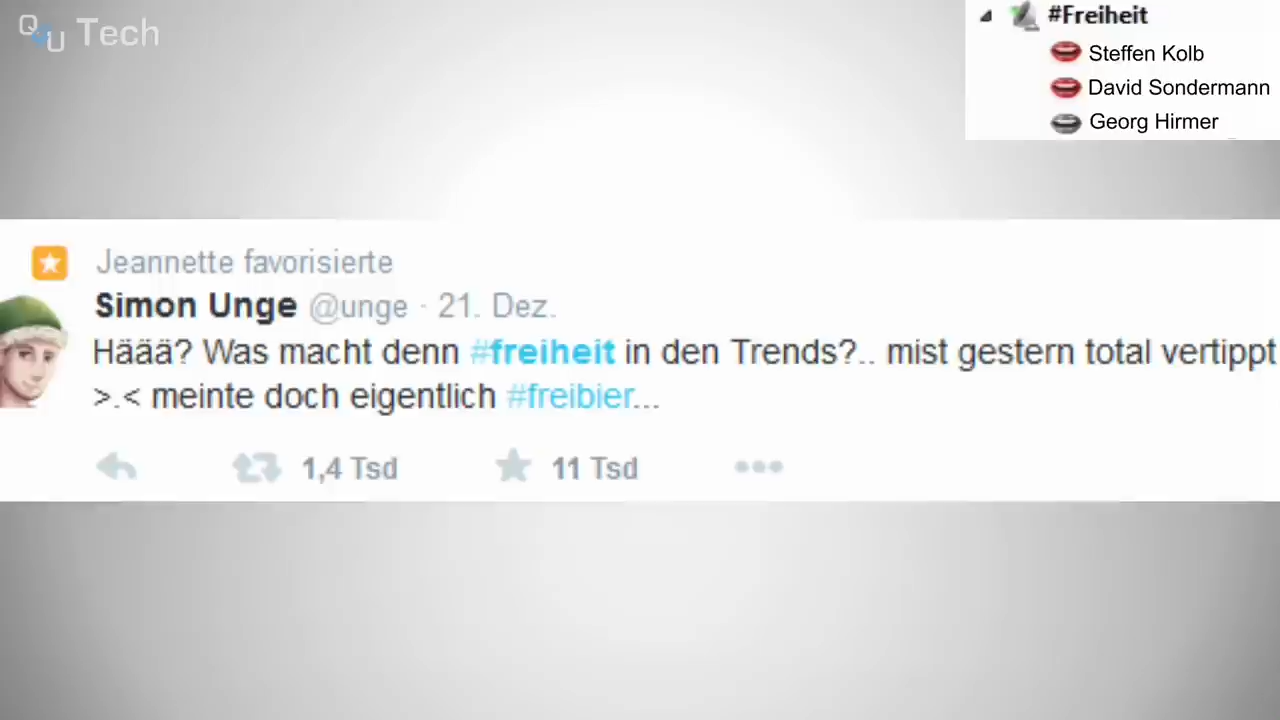 QSU Tech
#Freiheit
Steffen Kolb
David Sondermann
Georg Hirmer
Jeannette favorisierte
Simon Unge @unge · 21. Dez.
Häää? Was macht denn #freiheit in den Trends?.. mist gestern total vertippt
>.< meinte doch eigentlich #freibier...
1,4 Tsd 11 Tsd